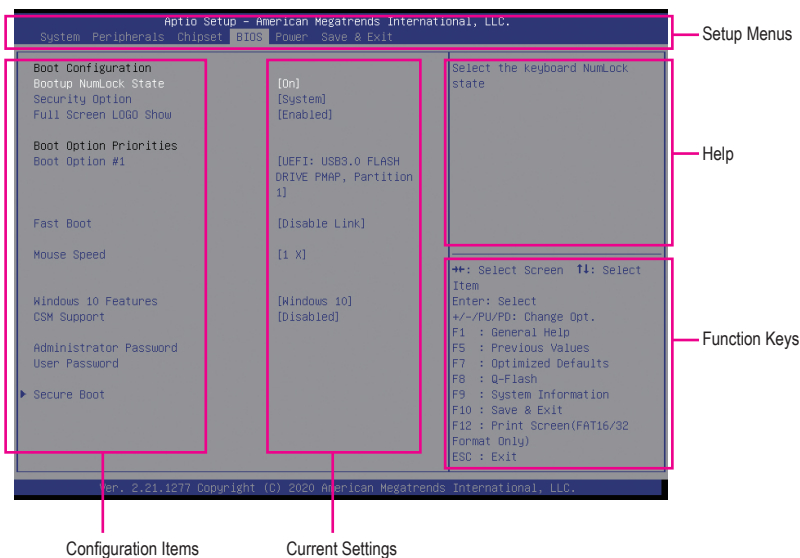 Aptio Setup – American Megatrends International, LLC.
System Peripherals Chipset BIOS Power Save & Exit
Setup Menus
Boot Configuration
Bootup NumLock State [On]
Security Option [System]
Full Screen LOGO Show [Enabled]
Boot Option Priorities
Boot Option #1 [UEFI: USB3.0 FLASH
DRIVE PMAP, Partition
1]
Fast Boot [Disable Link]
Mouse Speed [1 X]
Windows 10 Features [Windows 10]
CSM Support [Disabled]
Administrator Password
User Password
Secure Boot
Select the keyboard NumLock
state
Help
→←: Select Screen ↑↓: Select
Item
Enter: Select
+/-/PU/PD: Change Opt.
F1 : General Help
F5 : Previous Values
F7 : Optimized Defaults
F8 : Q-Flash
F9 : System Information
F10 : Save & Exit
F12 : Print Screen(FAT16/32
Format Only)
ESC : Exit
Function Keys
Ver. 2.21.1277 Copyright (C) 2020 American Megatrends International, LLC.
Configuration Items
Current Settings